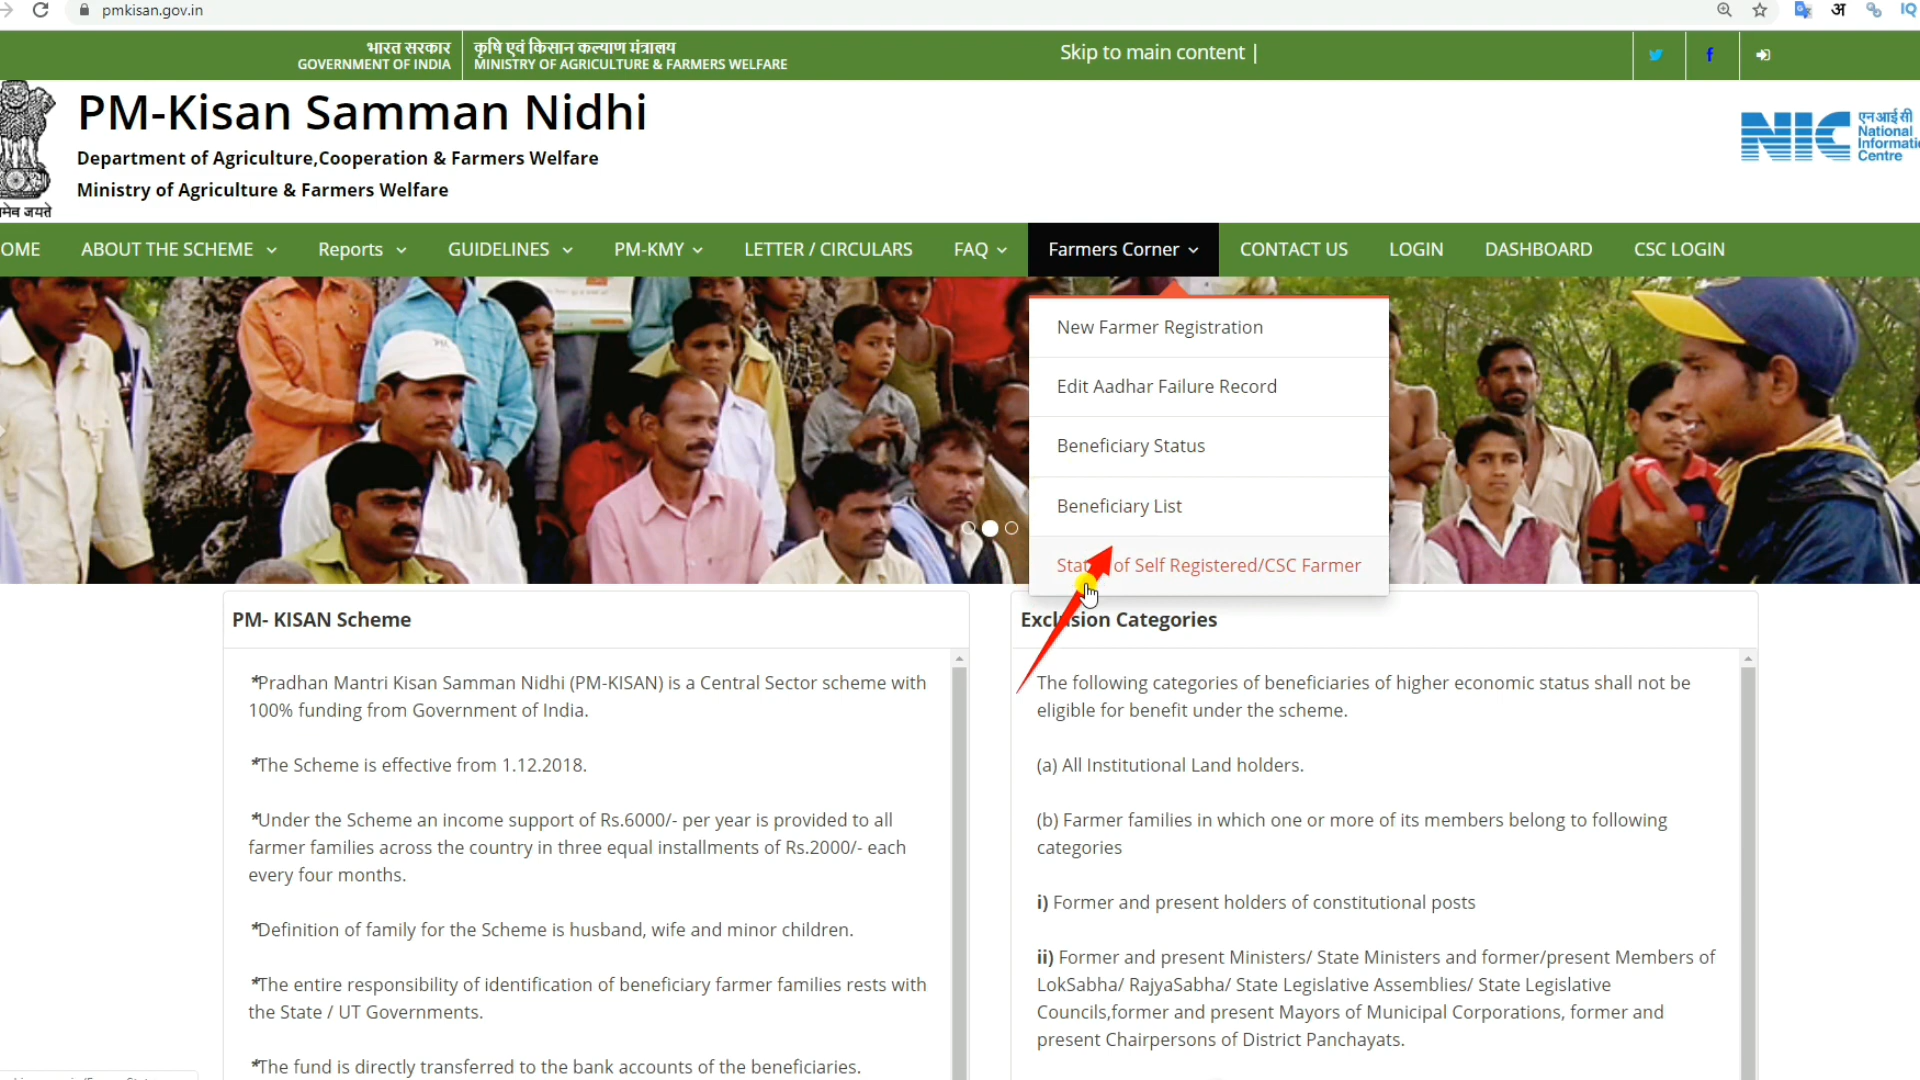 pmkisan.gov.in
अ
IQ
भारत सरकार
GOVERNMENT OF INDIA
कृषि एवं किसान कल्याण मंत्रालय
MINISTRY OF AGRICULTURE & FARMERS WELFARE
Skip to main content |
PM-Kisan Samman Nidhi
Department of Agriculture,Cooperation & Farmers Welfare
Ministry of Agriculture & Farmers Welfare
जयते
NIC
एन आई सी
National
Centre
OME ABOUT THE SCHEME Reports GUIDELINES PM-KMY LETTER / CIRCULARS FAQ Farmers Corner CONTACT US LOGIN DASHBOARD CSC LOGIN
New Farmer Registration
Edit Aadhar Failure Record
Beneficiary Status
Beneficiary List
of Self Registered/CSC Farmer
PM- KISAN Scheme
*Pradhan Mantri Kisan Samman Nidhi (PM-KISAN) is a Central Sector scheme with
100% funding from Government of India.
*The Scheme is effective from 1.12.2018.
*Under the Scheme an income support of Rs.6000/- per year is provided to all
farmer families across the country in three equal installments of Rs.2000/- each
every four months.
*Definition of family for the Scheme is husband, wife and minor children.
*The entire responsibility of identification of beneficiary farmer families rests with
the State / UT Governments.
*The fund is directly transferred to the bank accounts of the beneficiaries.
Exclusion Categories
The following categories of beneficiaries of higher economic status shall not be
eligible for benefit under the scheme.
(a) All Institutional Land holders.
(b) Farmer families in which one or more of its members belong to following
categories
i) Former and present holders of constitutional posts
ii) Former and present Ministers/ State Ministers and former/present Members of
LokSabha/ RajyaSabha/ State Legislative Assemblies/ State Legislative
Councils,former and present Mayors of Municipal Corporations, former and
present Chairpersons of District Panchayats.